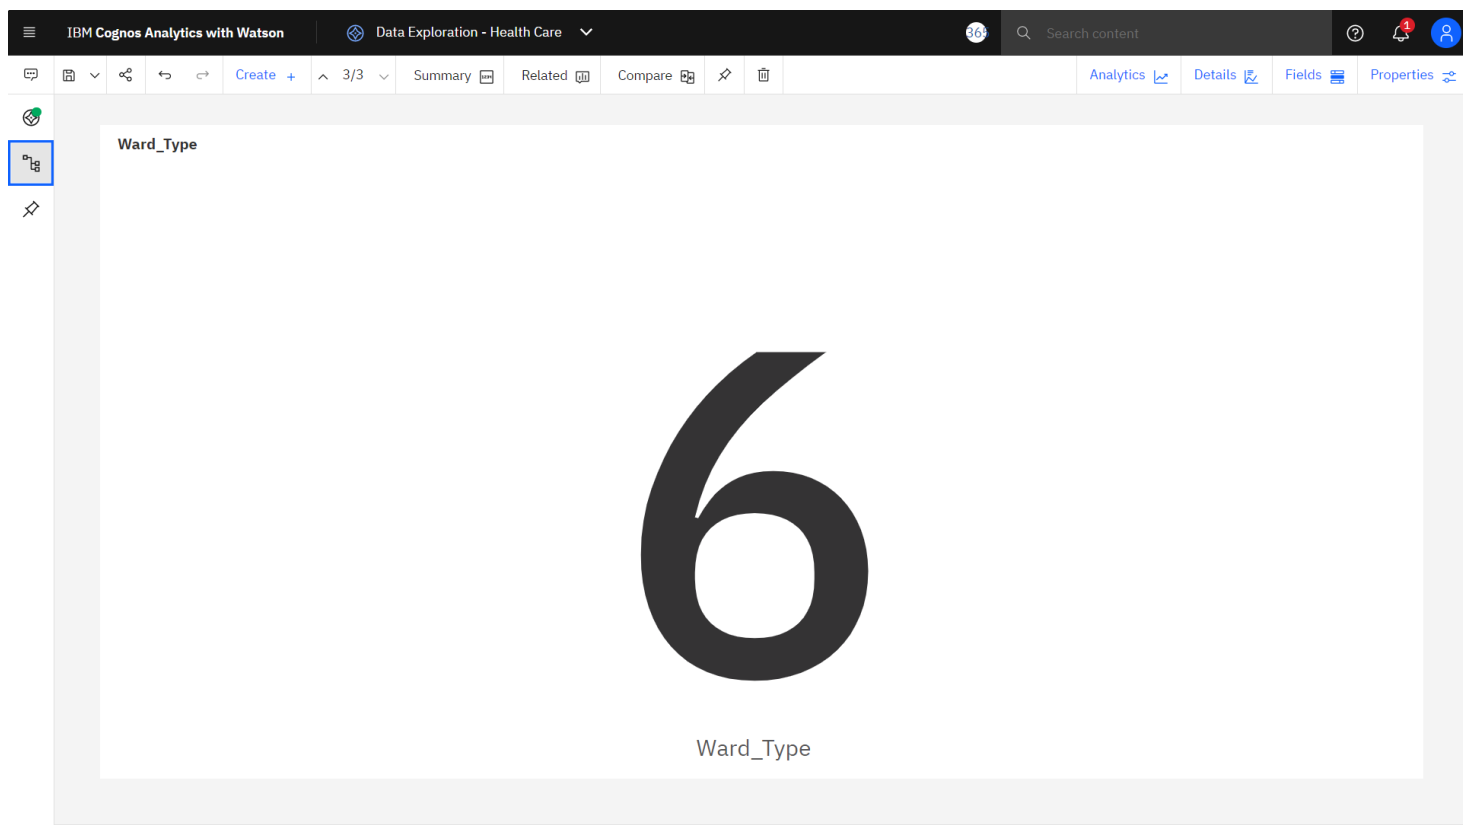 IBM Cognos Analytics with Watson
Data Exploration - Health Care
365
Search content
1
Create +
3/3
Summary
Related
Compare
Analytics
Details
Fields
Properties
Ward_Type
6
Ward_Type